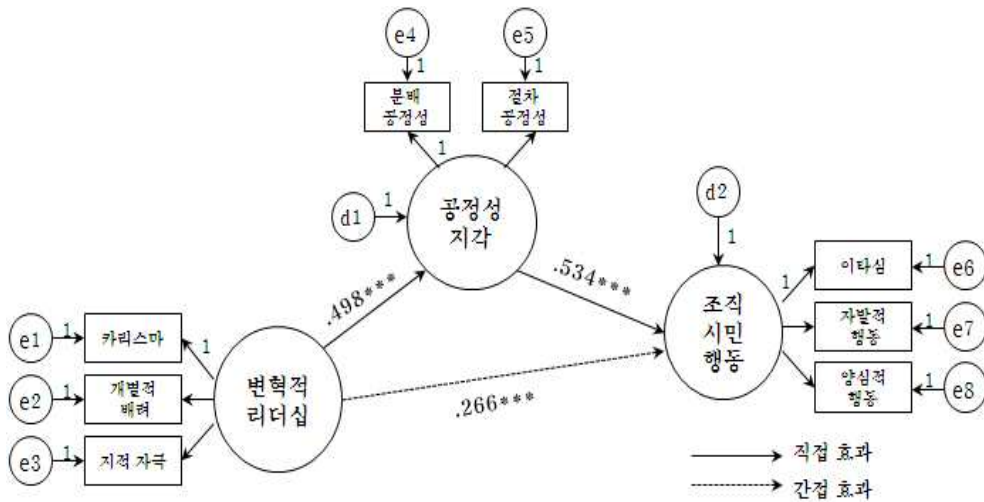 e4
e5
1
1
분배
공정성
절차
공정성
1
d1
1
공정성
지각
d2
1
.498***
.534***
e1
1
카리스마
1
e2
1
개별적
배려
e3
1
지적 자극
변혁적
리더십
.266***
조직
시민
행동
1
이타심
1
e6
자발적
행동
1
e7
양심적
행동
1
e8
직접 효과
간접 효과